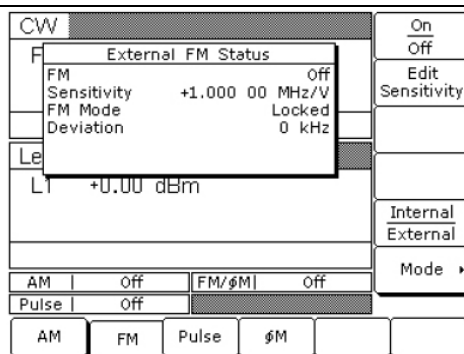 CW
F
External FM Status
FM Off
Sensitivity +1.000 00 MHz/V
FM Mode Locked
Deviation 0 kHz
Le
L1 +0.00 dBm
AM Off FM/ɸM Off
Pulse Off
On
Off
Edit
Sensitivity
Internal
External
Mode
AM FM Pulse ɸM